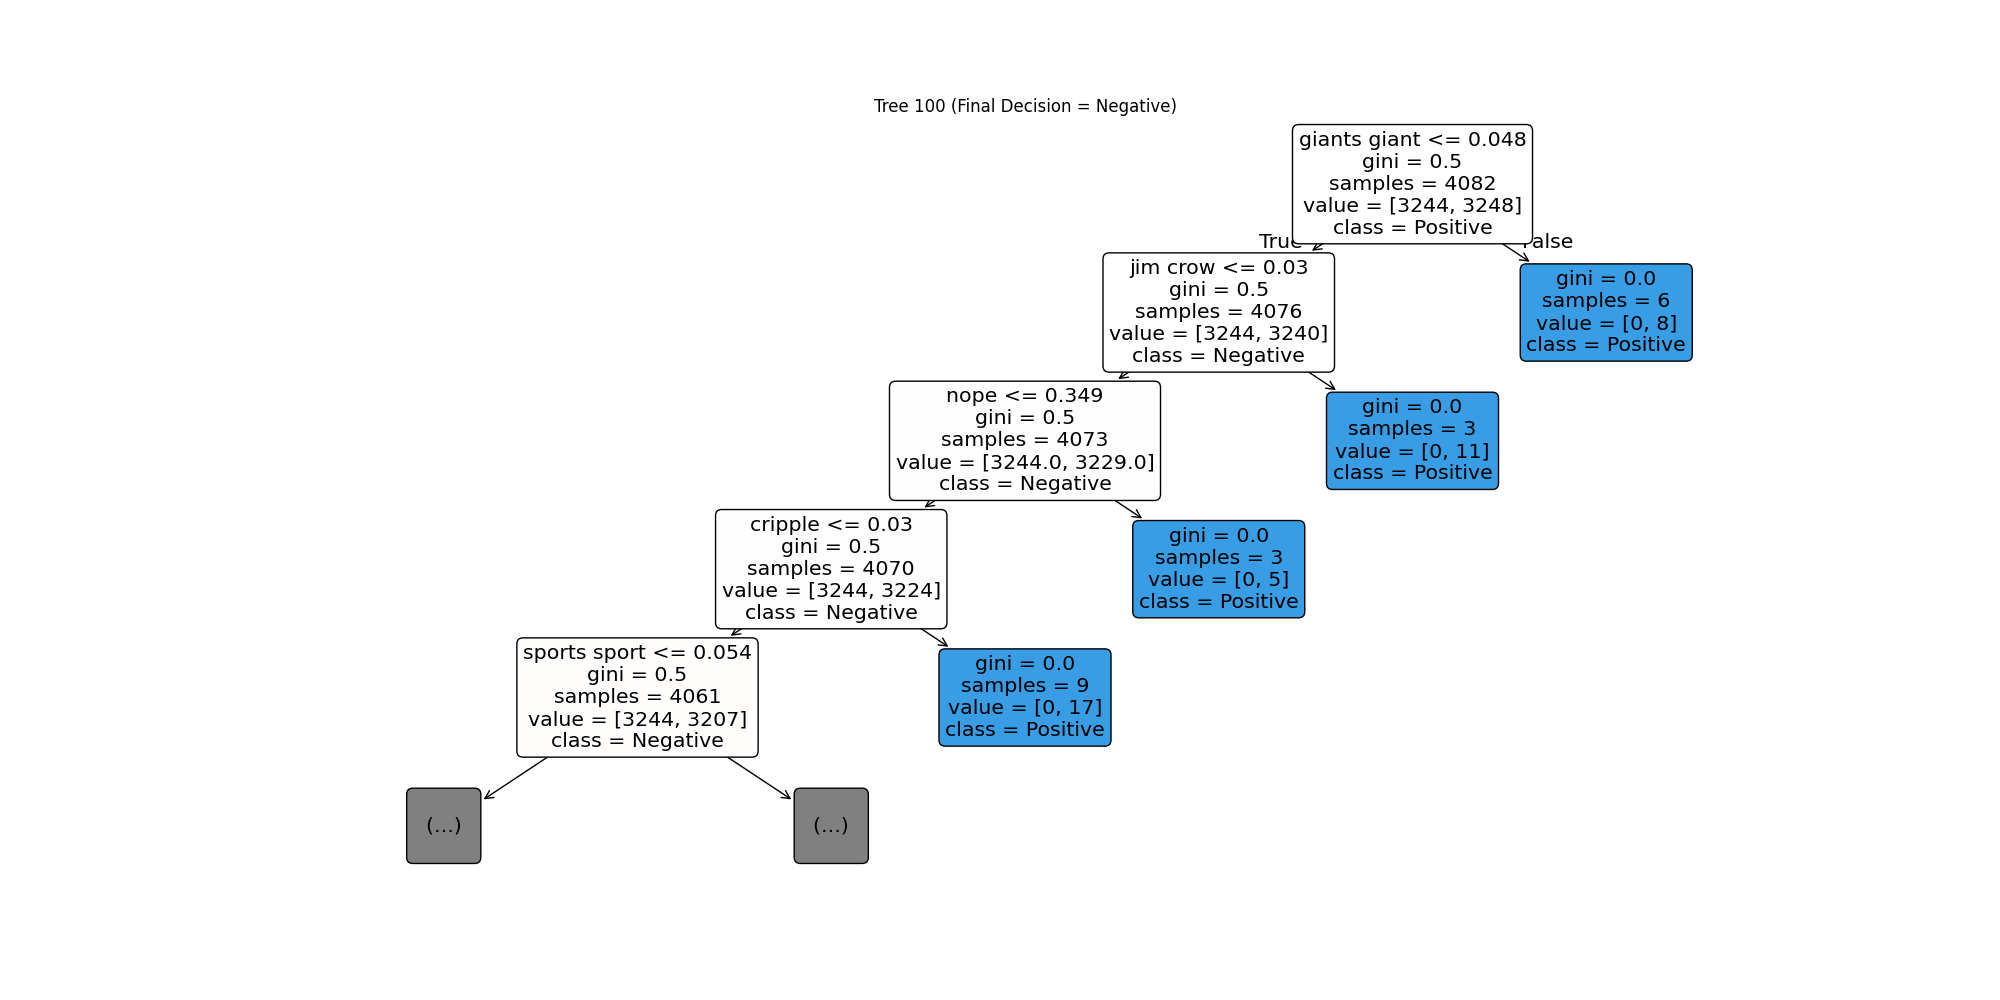 Tree 100 (Final Decision = Negative)
giants giant <= 0.048
gini = 0.5
samples = 4082
value = [3244, 3248]
class = Positive
True
False
jim crow <= 0.03
gini = 0.5
samples = 4076
value = [3244, 3240]
class = Negative
gini = 0.0
samples = 6
value = [0, 8]
class = Positive
nope <= 0.349
gini = 0.5
samples = 4073
value = [3244.0, 3229.0]
class = Negative
gini = 0.0
samples = 3
value = [0, 11]
class = Positive
cripple <= 0.03
gini = 0.5
samples = 4070
value = [3244, 3224]
class = Negative
gini = 0.0
samples = 3
value = [0, 5]
class = Positive
sports sport <= 0.054
gini = 0.5
samples = 4061
value = [3244, 3207]
class = Negative
gini = 0.0
samples = 9
value = [0, 17]
class = Positive
(...)
(...)